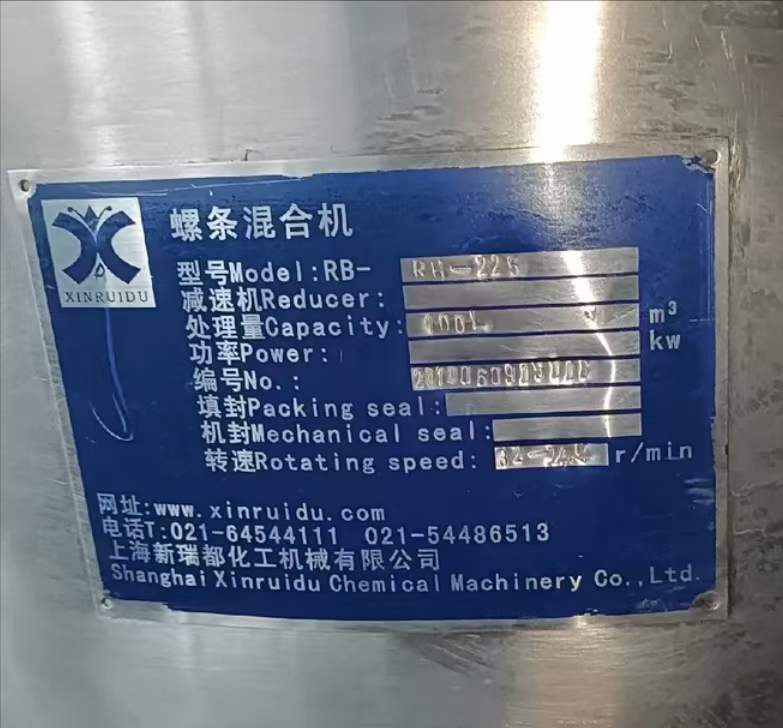 XINRUIDU
螺条混合机
型号Model:RB- RH-225
减速机Reducer:
处理量Capacity: m³
功率Power: kw
编号No.:
填封Packing seal:
机封Mechanical seal:
转速Rotating speed: r/min
网址:www.xinruidu.com
电话T:021-64544111 021-54486513
上海新瑞都化工机械有限公司
Shanghai Xinruidu Chemical Machinery Co.,Ltd.